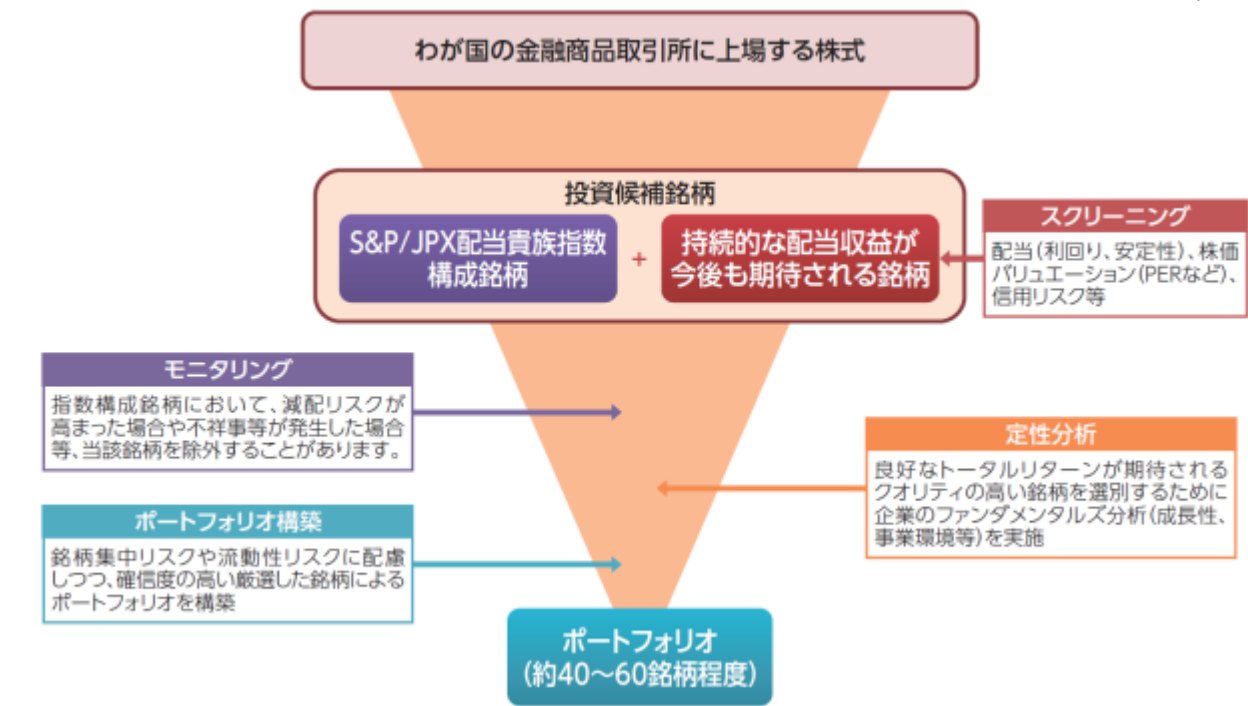 わが国の金融商品取引所に上場する株式
投資候補銘柄
S&P/JPX配当貴族指数
構成銘柄
+
持続的な配当収益が
今後も期待される銘柄
スクリーニング
配当(利回り、安定性)、株価
バリュエーション(PERなど)、
信用リスク等
モニタリング
指数構成銘柄において、減配リスクが
高まった場合や不祥事等が発生した場合
等、当該銘柄を除外することがあります。
定性分析
良好なトータルリターンが期待される
クオリティの高い銘柄を選別するために
企業のファンダメンタルズ分析(成長性、
事業環境等)を実施
ポートフォリオ構築
銘柄集中リスクや流動性リスクに配慮
しつつ、確信度の高い厳選した銘柄による
ポートフォリオを構築
ポートフォリオ
(約40〜60銘柄程度)